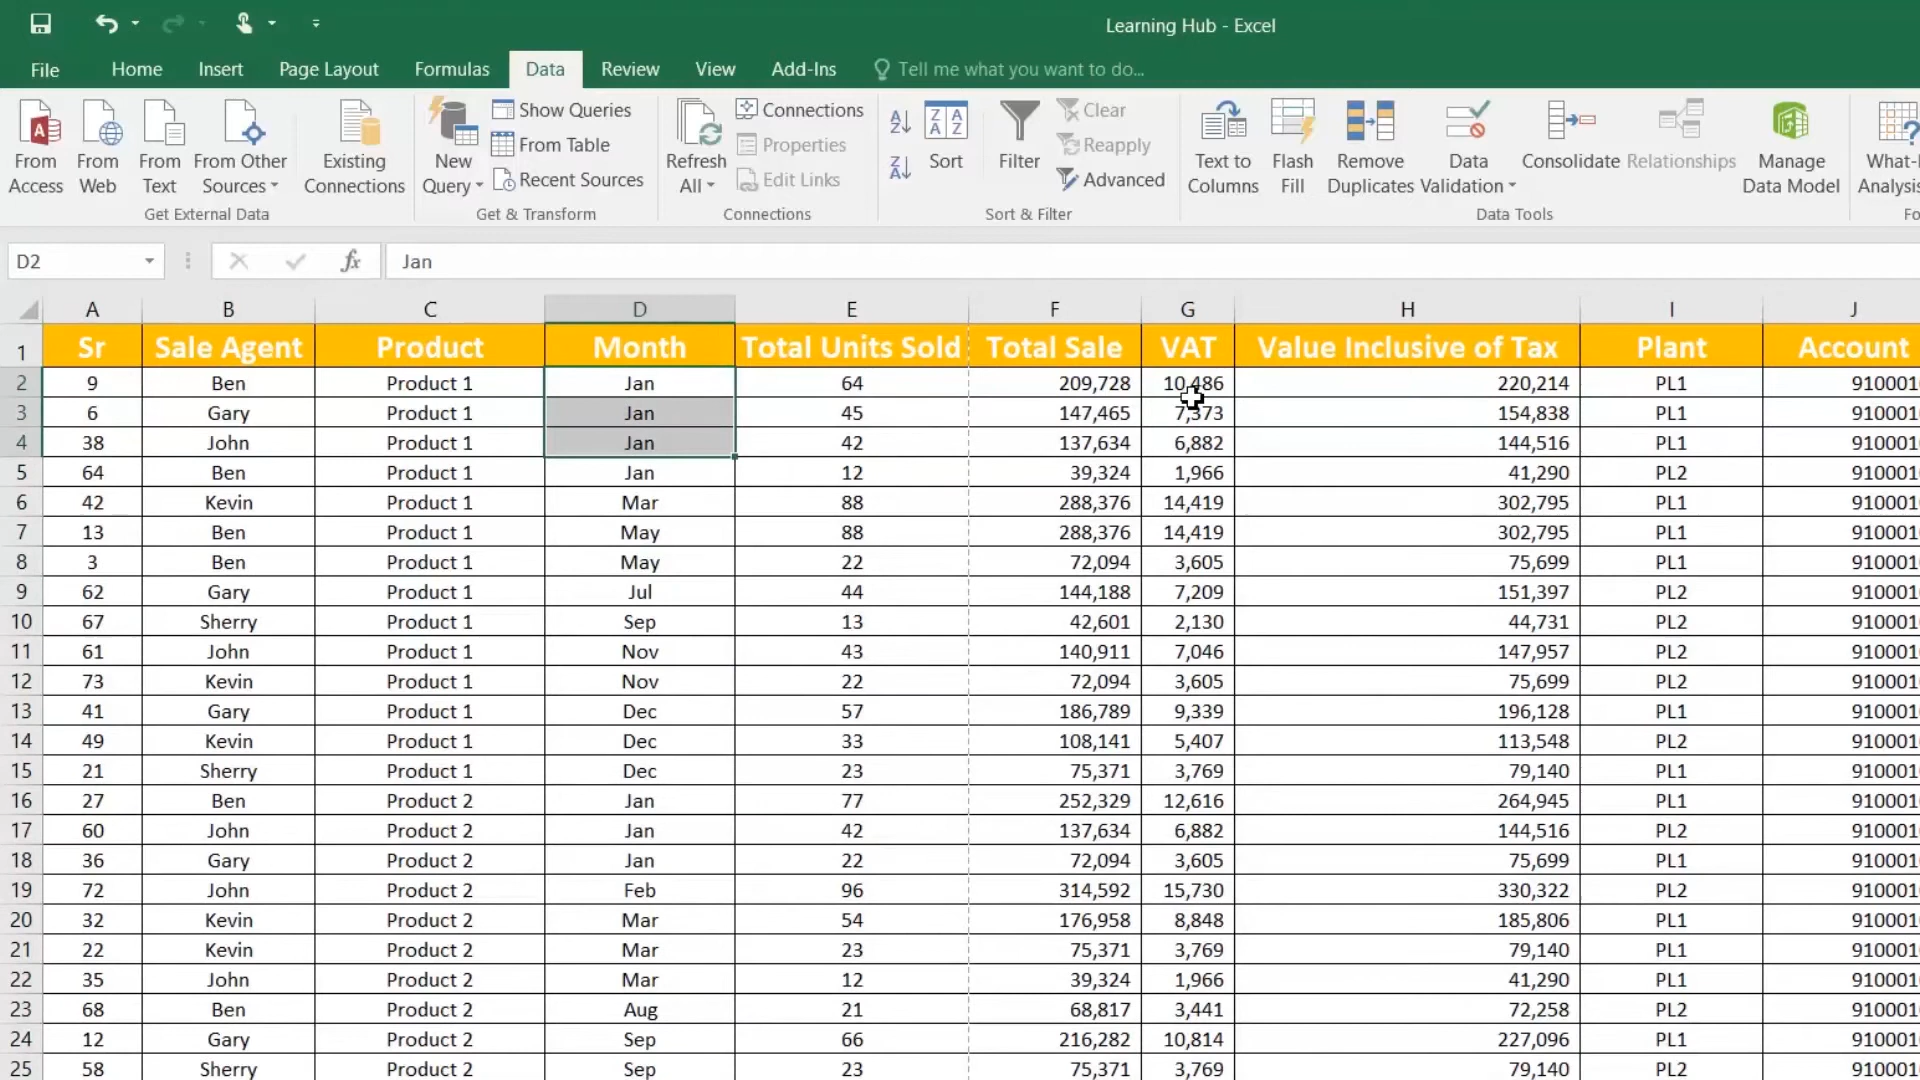 Learning Hub - Excel
File Home Insert Page Layout Formulas Data Review View Add-Ins Tell me what you want to do...
From Access
From Web
From Text
From Other Sources
Get External Data
Existing Connections
New Query
Show Queries
From Table
Recent Sources
Get & Transform
Refresh All
Connections
Properties
Edit Links
Connections
Sort
Filter
Clear
Reapply
Advanced
Sort & Filter
Text to Columns
Flash Fill
Remove Duplicates
Data Validation
Consolidate
Relationships
Manage Data Model
Data Tools
What-
Analysis
Fo
D2 fx Jan
A B C D E F G H I J
1 Sr Sale Agent Product Month Total Units Sold Total Sale VAT Value Inclusive of Tax Plant Account
2 9 Ben Product 1 Jan 64 209,728 10,486 220,214 PL1 910001
3 6 Gary Product 1 Jan 45 147,465 7,373 154,838 PL1 910001
4 38 John Product 1 Jan 42 137,634 6,882 144,516 PL1 910001
5 64 Ben Product 1 Jan 12 39,324 1,966 41,290 PL2 910001
6 42 Kevin Product 1 Mar 88 288,376 14,419 302,795 PL1 910001
7 13 Ben Product 1 May 88 288,376 14,419 302,795 PL1 910001
8 3 Ben Product 1 May 22 72,094 3,605 75,699 PL1 910001
9 62 Gary Product 1 Jul 44 144,188 7,209 151,397 PL2 910001
10 67 Sherry Product 1 Sep 13 42,601 2,130 44,731 PL2 910001
11 61 John Product 1 Nov 43 140,911 7,046 147,957 PL2 910001
12 73 Kevin Product 1 Nov 22 72,094 3,605 75,699 PL2 910001
13 41 Gary Product 1 Dec 57 186,789 9,339 196,128 PL1 910001
14 49 Kevin Product 1 Dec 33 108,141 5,407 113,548 PL2 910001
15 21 Sherry Product 1 Dec 23 75,371 3,769 79,140 PL1 910001
16 27 Ben Product 2 Jan 77 252,329 12,616 264,945 PL1 910001
17 60 John Product 2 Jan 42 137,634 6,882 144,516 PL2 910001
18 36 Gary Product 2 Jan 22 72,094 3,605 75,699 PL1 910001
19 72 John Product 2 Feb 96 314,592 15,730 330,322 PL2 910001
20 32 Kevin Product 2 Mar 54 176,958 8,848 185,806 PL1 910001
21 22 Kevin Product 2 Mar 23 75,371 3,769 79,140 PL1 910001
22 35 John Product 2 Mar 12 39,324 1,966 41,290 PL1 910001
23 68 Ben Product 2 Aug 21 68,817 3,441 72,258 PL2 910001
24 12 Gary Product 2 Sep 66 216,282 10,814 227,096 PL1 910001
25 58 Sherry Product 2 Sep 23 75,371 3,769 79,140 PL2 910001